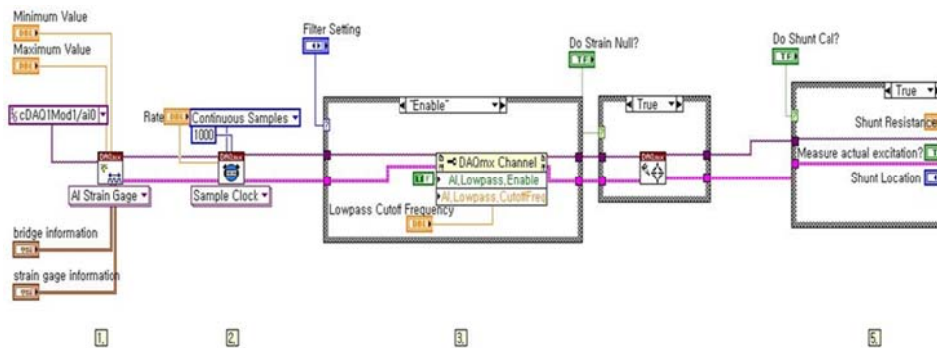 Minimum Value
DBL
Maximum Value
DBL
cDAQ1Mod1/ai0
DAQmx
AI Strain Gage
bridge information
strain gage information
Rate
DBL
Continuous Samples
1000
DAQmx
Sample Clock
Filter Setting
"Enable"
DAQmx Channel
AI.Lowpass.Enable
AI.Lowpass.CutoffFreq
Lowpass Cutoff Frequency
DBL
Do Strain Null?
TF
True
DAQmx
Do Shunt Cal?
TF
True
Shunt Resistance
Measure actual excitation?
Shunt Location
1.
2.
3.
5.